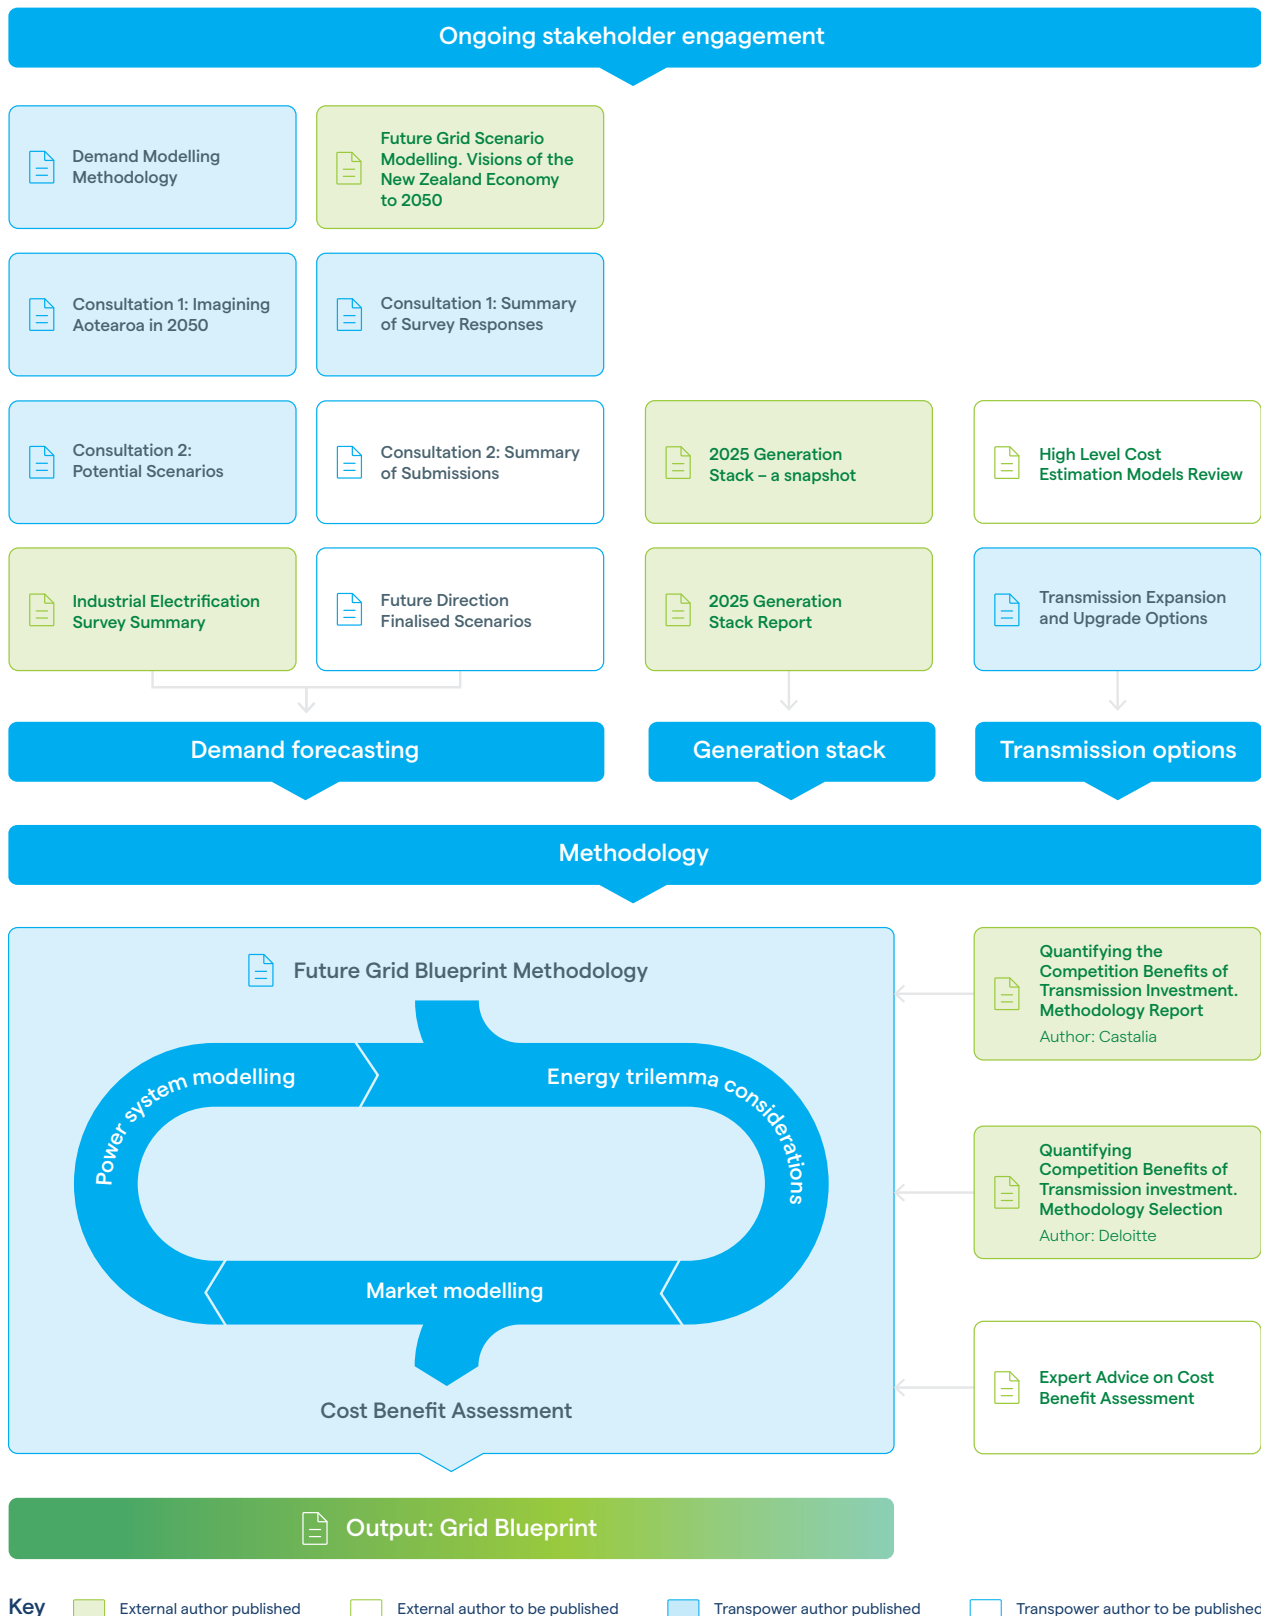 Ongoing stakeholder engagement
Demand Modelling
Methodology
Future Grid Scenario
Modelling. Visions of the
New Zealand Economy
to 2050
Consultation 1: Imagining
Aotearoa in 2050
Consultation 1: Summary
of Survey Responses
Consultation 2:
Potential Scenarios
Consultation 2: Summary
of Submissions
2025 Generation
Stack – a snapshot
High Level Cost
Estimation Models Review
Industrial Electrification
Survey Summary
Future Direction
Finalised Scenarios
2025 Generation
Stack Report
Transmission Expansion
and Upgrade Options
Demand forecasting
Generation stack
Transmission options
Methodology
Future Grid Blueprint Methodology
Power system modelling
Energy trilemma considerations
Market modelling
Cost Benefit Assessment
Quantifying the
Competition Benefits of
Transmission Investment.
Methodology Report
Author: Castalia
Quantifying
Competition Benefits of
Transmission investment.
Methodology Selection
Author: Deloitte
Expert Advice on Cost
Benefit Assessment
Output: Grid Blueprint
Key
External author published
External author to be published
Transpower author published
Transpower author to be published